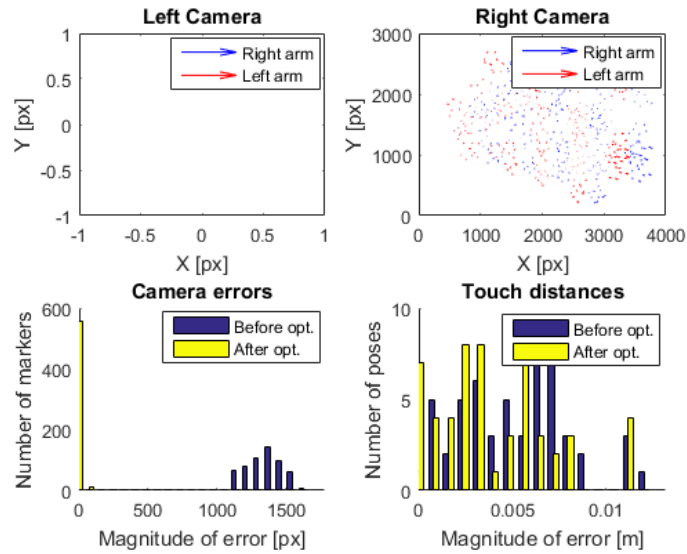 Left Camera
1
0.5
0
-0.5
-1
-1
-0.5
0
0.5
1
Y [px]
X [px]
Right arm
Left arm
Right Camera
3000
2000
1000
0
0
1000
2000
3000
4000
Y [px]
X [px]
Right arm
Left arm
Camera errors
600
400
200
0
0
500
1000
1500
Number of markers
Magnitude of error [px]
Before opt.
After opt.
Touch distances
10
5
0
0
0.005
0.01
Number of poses
Magnitude of error [m]
Before opt.
After opt.